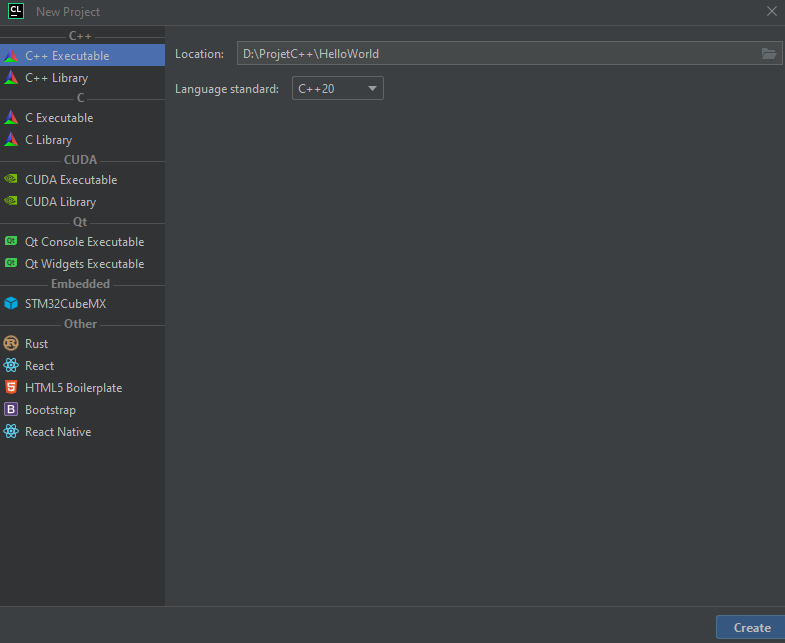 CL New Project
C++
C++ Executable
C++ Library
C
C Executable
C Library
CUDA
CUDA Executable
CUDA Library
Qt
Qt Console Executable
Qt Widgets Executable
Embedded
STM32CubeMX
Other
Rust
React
HTML5 Boilerplate
Bootstrap
React Native
Location: D:\ProjetC++\HelloWorld
Language standard: C++20
Create